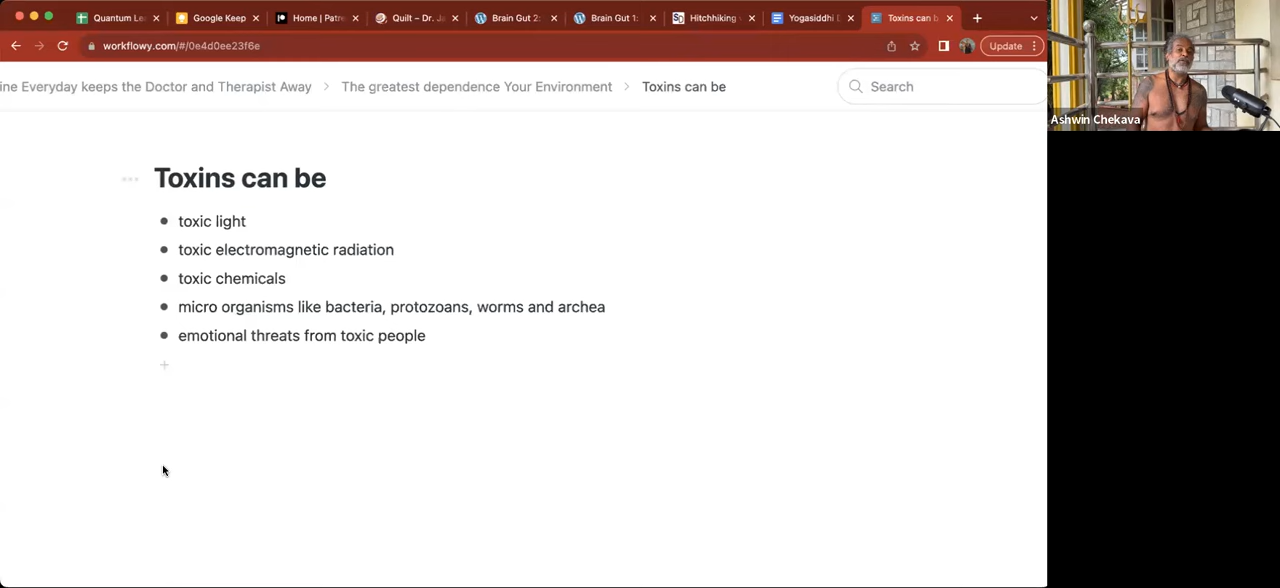 Quantum Le
Google Keep
Home | Patre
Quilt – Dr. Ja
Brain Gut 2:
Brain Gut 1:
Hitchhiking
Yogasiddhi D
Toxins can b
workflowy.com/#/0e4d0ee23f6e
Update
ine Everyday keeps the Doctor and Therapist Away > The greatest dependence Your Environment > Toxins can be
Search
Ashwin Chekava
Toxins can be
toxic light
toxic electromagnetic radiation
toxic chemicals
micro organisms like bacteria, protozoans, worms and archea
emotional threats from toxic people